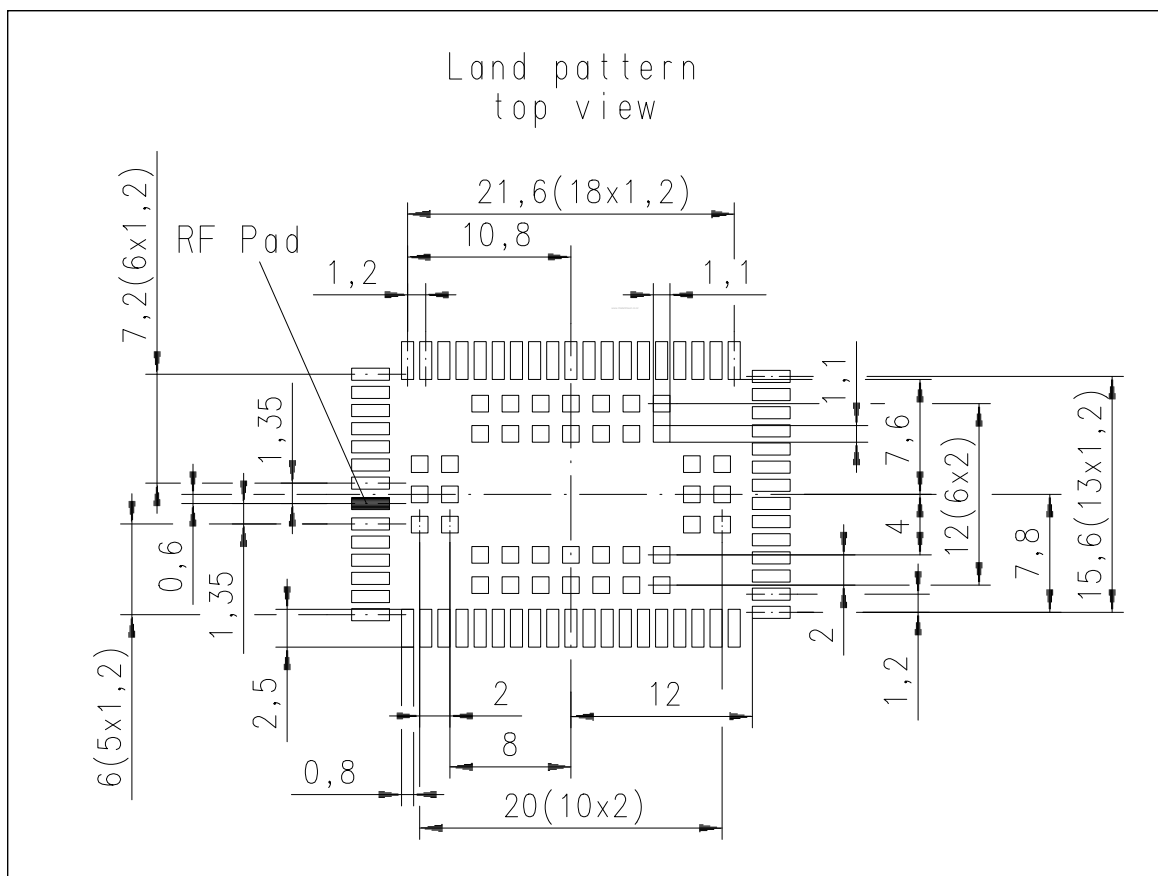 Land pattern
top view
21,6(18x1,2)
RF Pad
10,8
1,2
1,1
7,2(6x1,2)
1,1
1,35
7,6
12(6x2)
15,6(13x1,2)
4
7,8
0,6
1,35
6(5x1,2)
2,5
2
12
2
1,2
8
0,8
20(10x2)